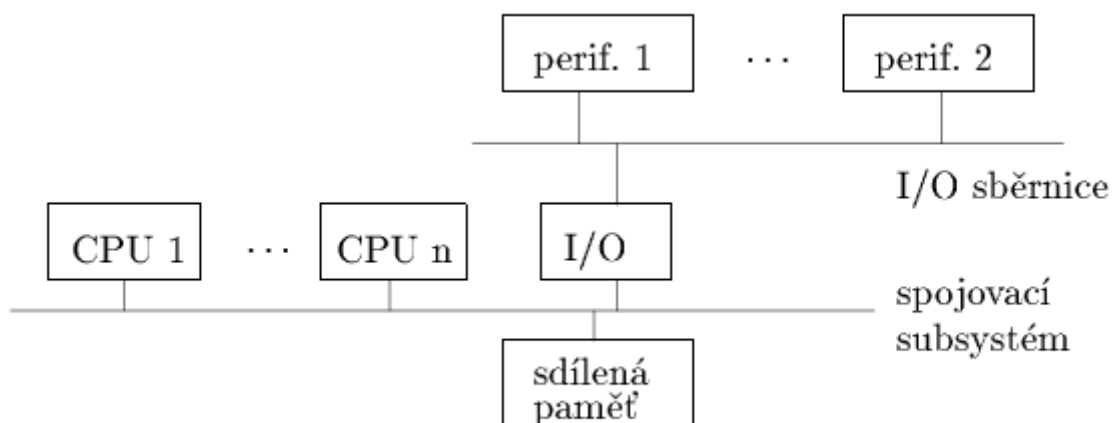 perif. 1 ... perif. 2
I/O sběrnice
CPU 1 ... CPU n I/O
spojovací
subsystém
sdílená
paměť